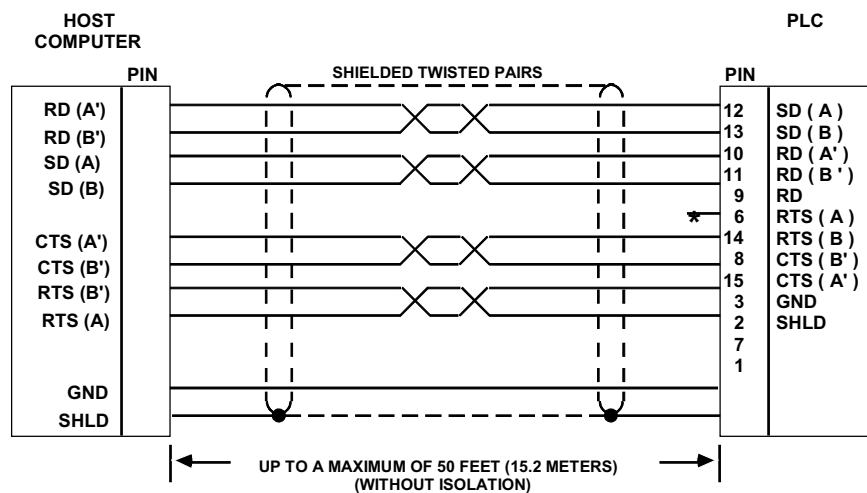 HOST
COMPUTER
PLC
PIN
SHIELDED TWISTED PAIRS
PIN
RD (A')
RD (B')
SD (A)
SD (B)
CTS (A')
CTS (B')
RTS (B')
RTS (A)
GND
SHLD
12 SD ( A )
13 SD ( B )
10 RD ( A' )
11 RD ( B ' )
9 RD
* 6 RTS ( A )
14 RTS ( B )
8 CTS ( B' )
15 CTS ( A' )
3 GND
2 SHLD
7
1
UP TO A MAXIMUM OF 50 FEET (15.2 METERS)
(WITHOUT ISOLATION)